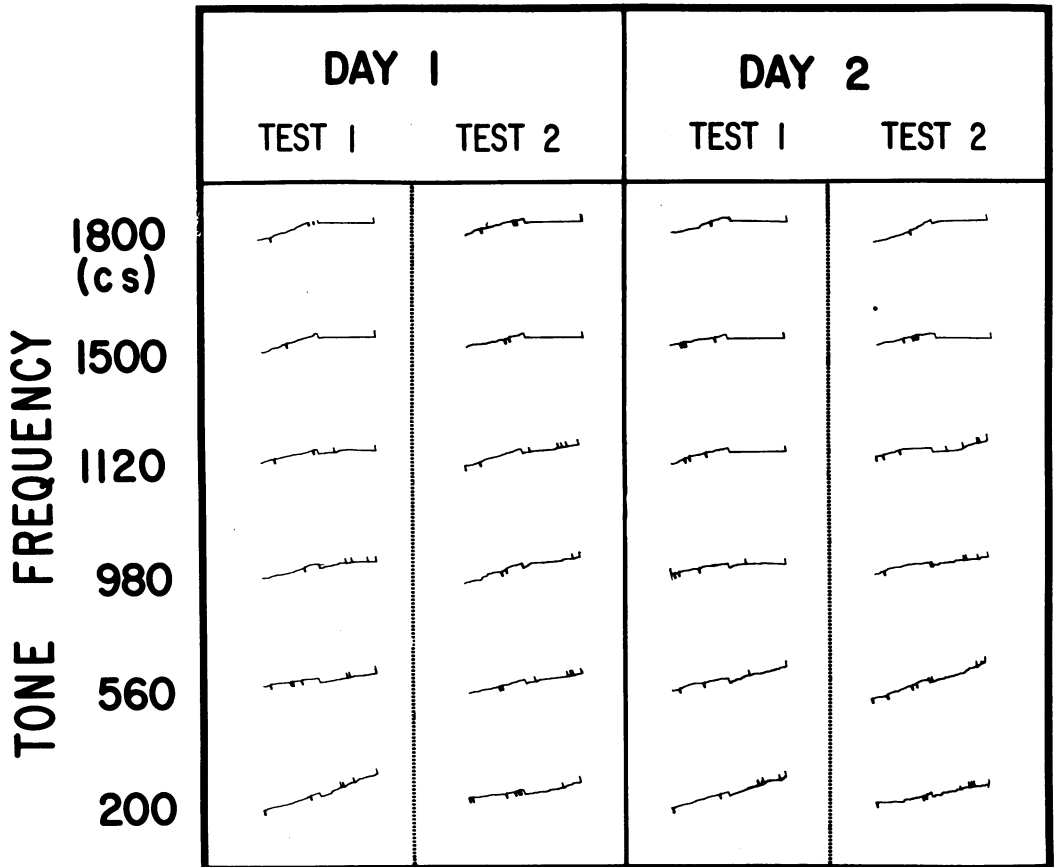 DAY 1
DAY 2
TEST 1
TEST 2
TEST 1
TEST 2
TONE FREQUENCY
1800
(cs)
1500
1120
980
560
200